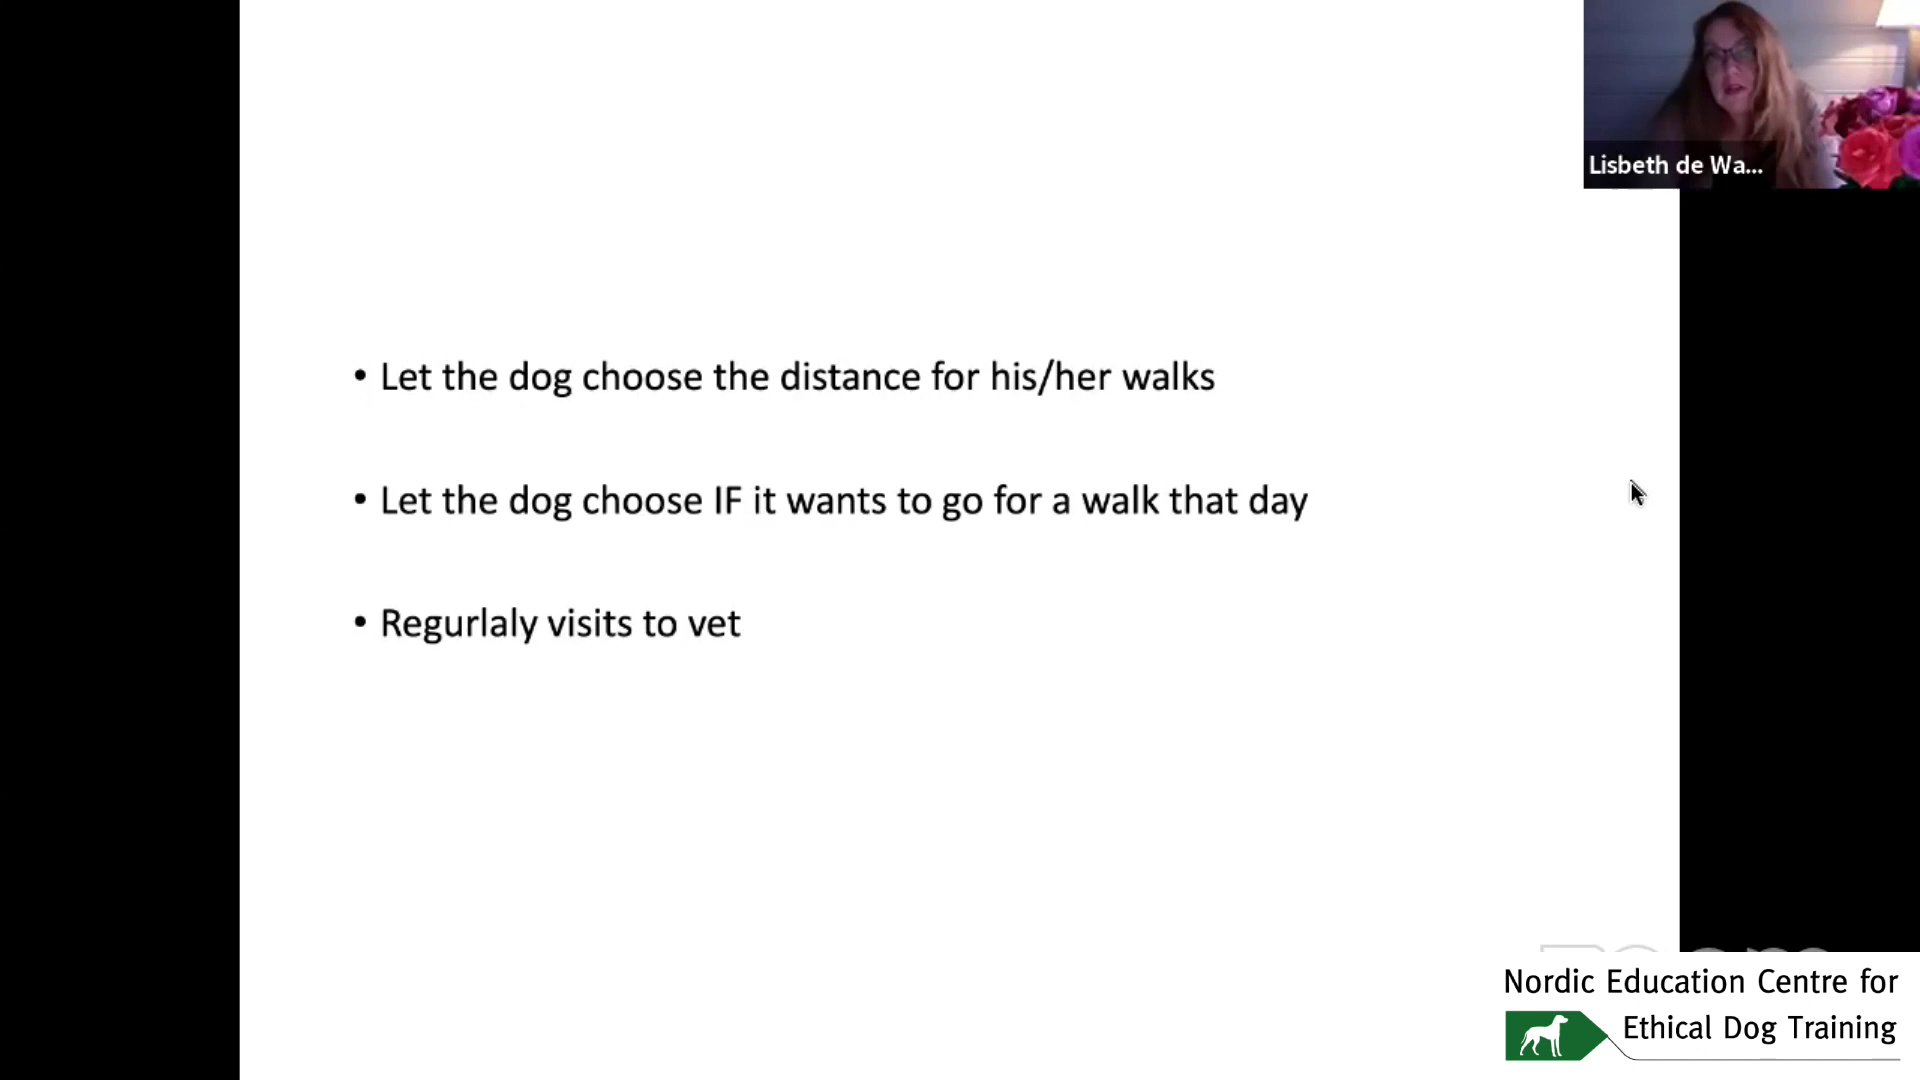 Lisbeth de Wa...
• Let the dog choose the distance for his/her walks
• Let the dog choose IF it wants to go for a walk that day
• Regurlaly visits to vet
Nordic Education Centre for
Ethical Dog Training